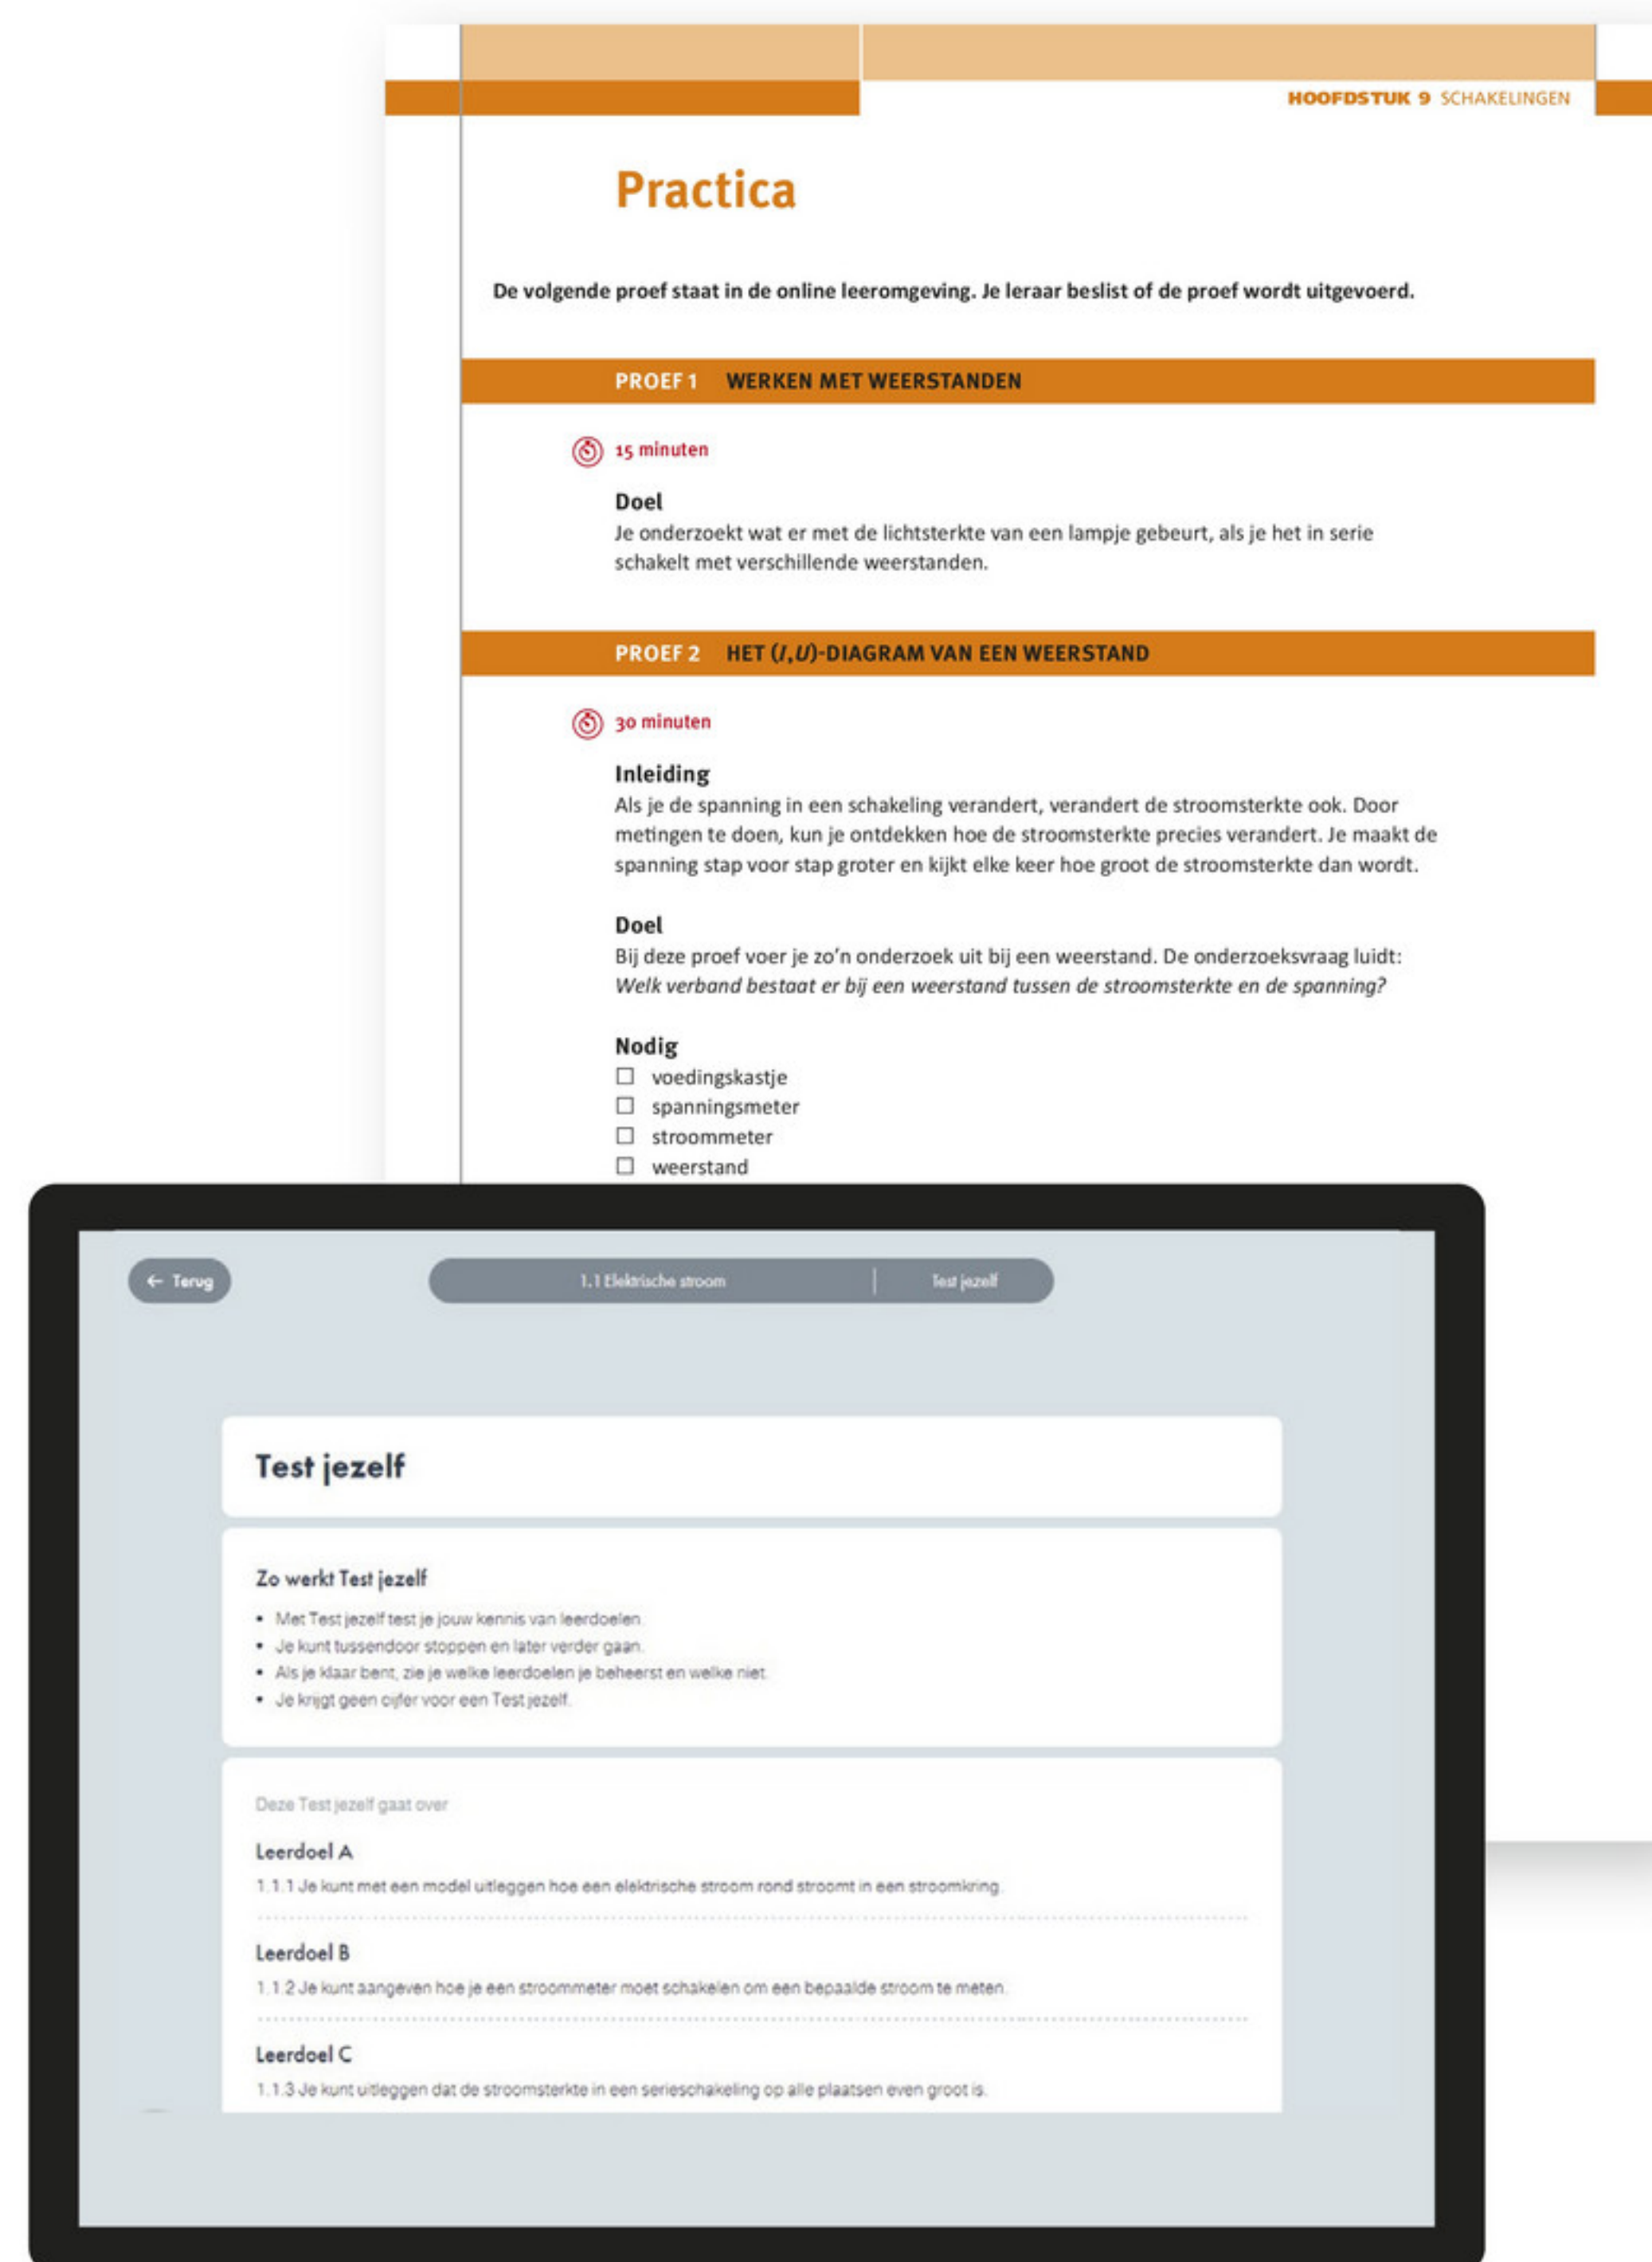 HOOFDSTUK 9 SCHAKELINGEN
Practica
De volgende proef staat in de online leeromgeving. Je leraar beslist of de proef wordt uitgevoerd.
PROEF 1 WERKEN MET WEERSTANDEN
15 minuten
Doel
Je onderzoekt wat er met de lichtsterkte van een lampje gebeurt, als je het in serie
schakelt met verschillende weerstanden.
PROEF 2 HET (I,U)-DIAGRAM VAN EEN WEERSTAND
30 minuten
Inleiding
Als je de spanning in een schakeling verandert, verandert de stroomsterkte ook. Door
metingen te doen, kun je ontdekken hoe de stroomsterkte precies verandert. Je maakt de
spanning stap voor stap groter en kijkt elke keer hoe groot de stroomsterkte dan wordt.
Doel
Bij deze proef voer je zo'n onderzoek uit bij een weerstand. De onderzoeksvraag luidt:
Welk verband bestaat er bij een weerstand tussen de stroomsterkte en de spanning?
Nodig
☐ voedingskastje
☐ spanningsmeter
☐ stroommeter
☐ weerstand
← Terug
1.1 Elektrische stroom | Test jezelf
Test jezelf
Zo werkt Test jezelf
• Met Test jezelf test je jouw kennis van leerdoelen.
• Je kunt tussendoor stoppen en later verder gaan.
• Als je klaar bent, zie je welke leerdoelen je beheerst en welke niet.
• Je krijgt geen cijfer voor een Test jezelf.
Deze Test jezelf gaat over
Leerdoel A
1.1.1 Je kunt met een model uitleggen hoe een elektrische stroom rond stroomt in een stroomkring.
Leerdoel B
1.1.2 Je kunt aangeven hoe je een stroommeter moet schakelen om een bepaalde stroom te meten.
Leerdoel C
1.1.3 Je kunt uitleggen dat de stroomsterkte in een serieschakeling op alle plaatsen even groot is.